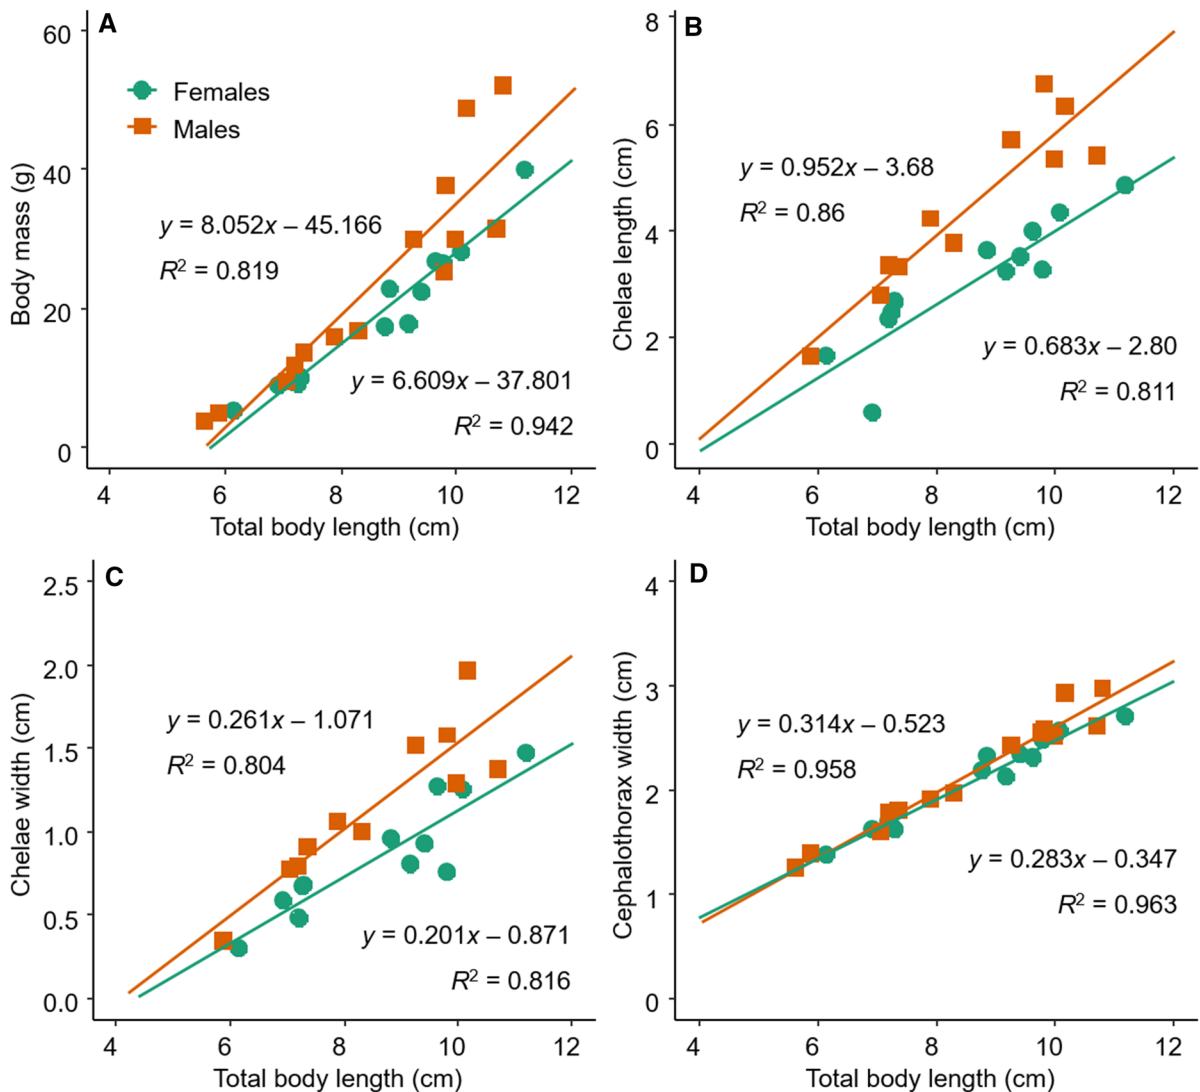 A
60
40
20
0
Body mass (g)
Females
Males
y = 8.052x – 45.166
R² = 0.819
y = 6.609x – 37.801
R² = 0.942
4 6 8 10 12
Total body length (cm)
B
8
6
4
2
0
Chelae length (cm)
y = 0.952x – 3.68
R² = 0.86
y = 0.683x – 2.80
R² = 0.811
4 6 8 10 12
Total body length (cm)
C
2.5
2.0
1.5
1.0
0.5
0.0
Chelae width (cm)
y = 0.261x – 1.071
R² = 0.804
y = 0.201x – 0.871
R² = 0.816
4 6 8 10 12
Total body length (cm)
D
4
3
2
1
0
Cephalothorax width (cm)
y = 0.314x – 0.523
R² = 0.958
y = 0.283x – 0.347
R² = 0.963
4 6 8 10 12
Total body length (cm)